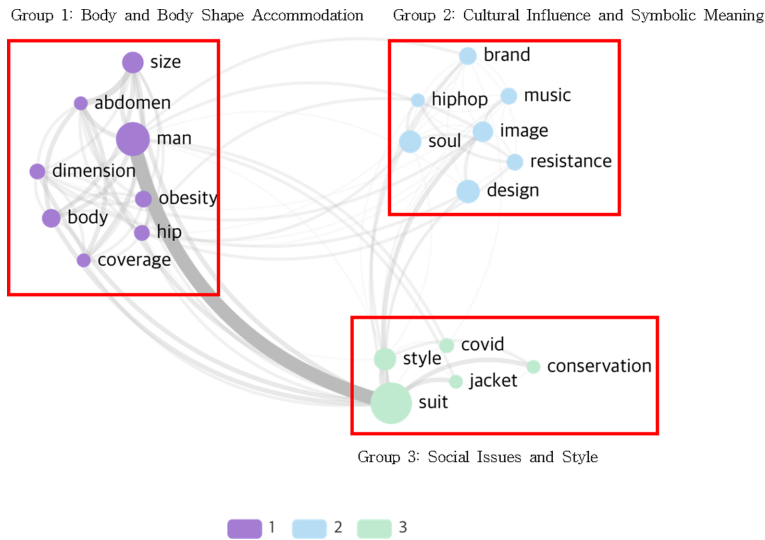 Group 1: Body and Body Shape Accommodation
Group 2: Cultural Influence and Symbolic Meaning
size
abdomen
man
dimension
obesity
body
hip
coverage
brand
hiphop
music
soul
image
resistance
design
style
covid
conservation
jacket
suit
Group 3: Social Issues and Style
1
2
3